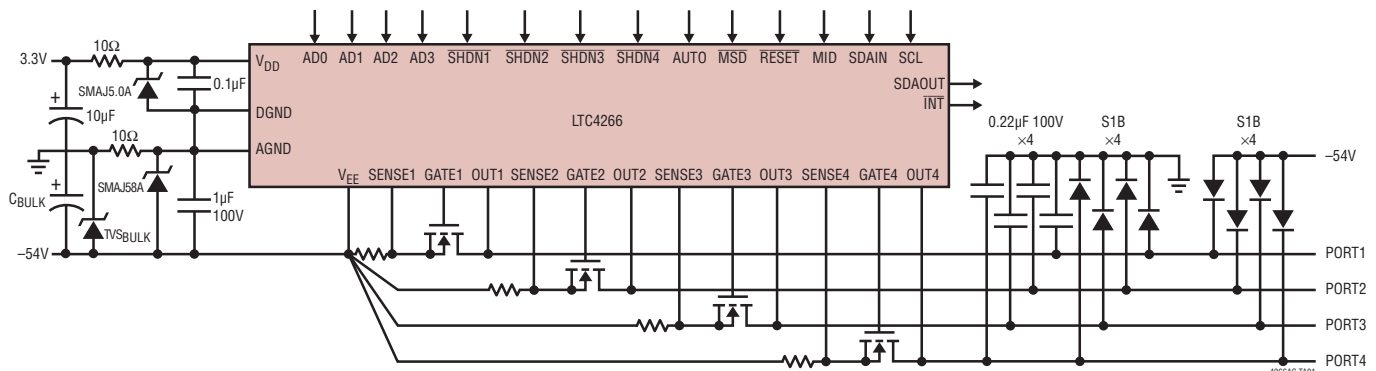 3.3V
10Ω
SMAJ5.0A
0.1µF
+
10µF
10Ω
SMAJ58A
+
CBULK
TVSBULK
1µF
100V
–54V
VDD
AD0 AD1 AD2 AD3 SHDN1 SHDN2 SHDN3 SHDN4 AUTO MSD RESET MID SDAIN SCL
SDAOUT
INT
DGND
LTC4266
AGND
VEE SENSE1 GATE1 OUT1 SENSE2 GATE2 OUT2 SENSE3 GATE3 OUT3 SENSE4 GATE4 OUT4
0.22µF 100V
×4
S1B
×4
S1B
×4
–54V
PORT1
PORT2
PORT3
PORT4